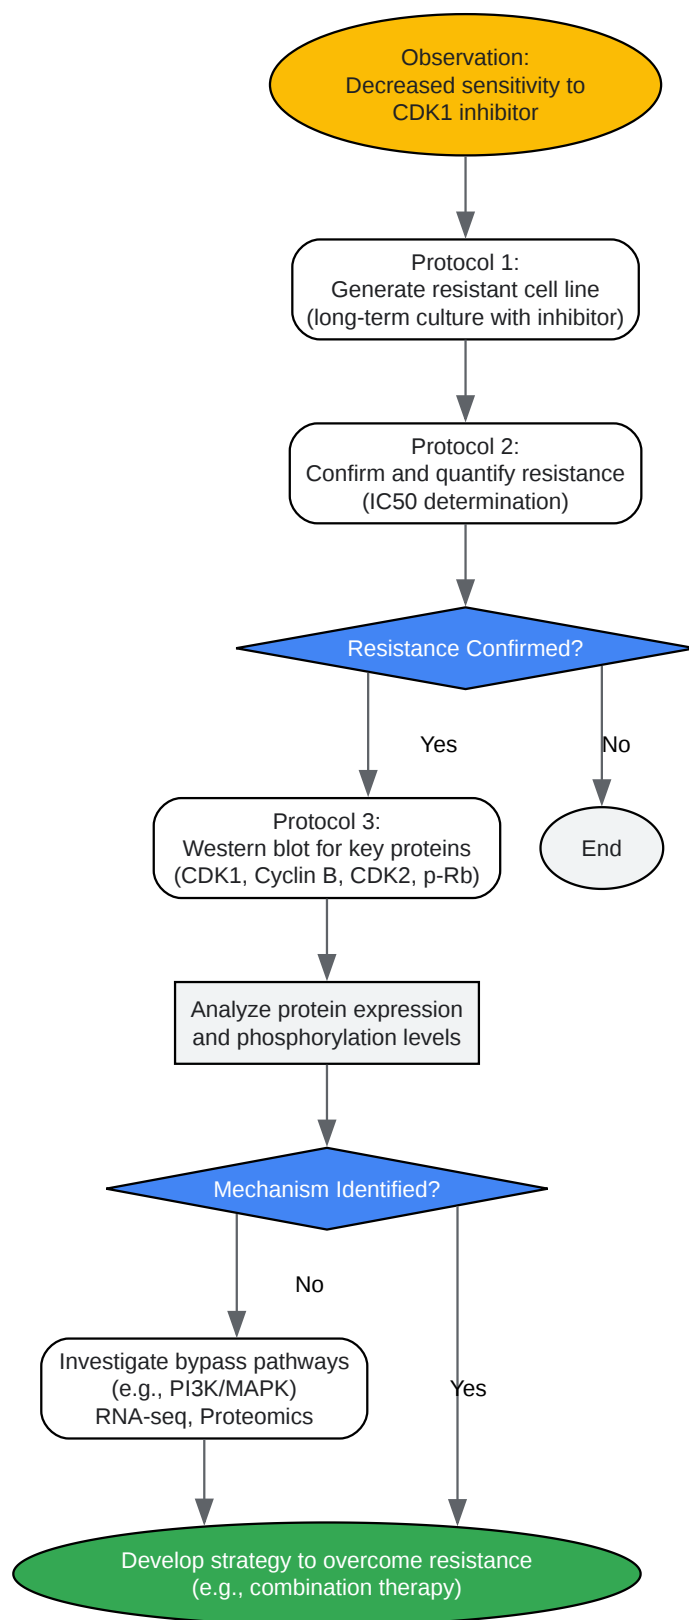 Observation:
Decreased sensitivity to
CDK1 inhibitor
Protocol 1:
Generate resistant cell line
(long-term culture with inhibitor)
Protocol 2:
Confirm and quantify resistance
(IC50 determination)
Resistance Confirmed?
Yes
No
Protocol 3:
Western blot for key proteins
(CDK1, Cyclin B, CDK2, p-Rb)
End
Analyze protein expression
and phosphorylation levels
Mechanism Identified?
No
Investigate bypass pathways
(e.g., PI3K/MAPK)
RNA-seq, Proteomics
Yes
Develop strategy to overcome resistance
(e.g., combination therapy)